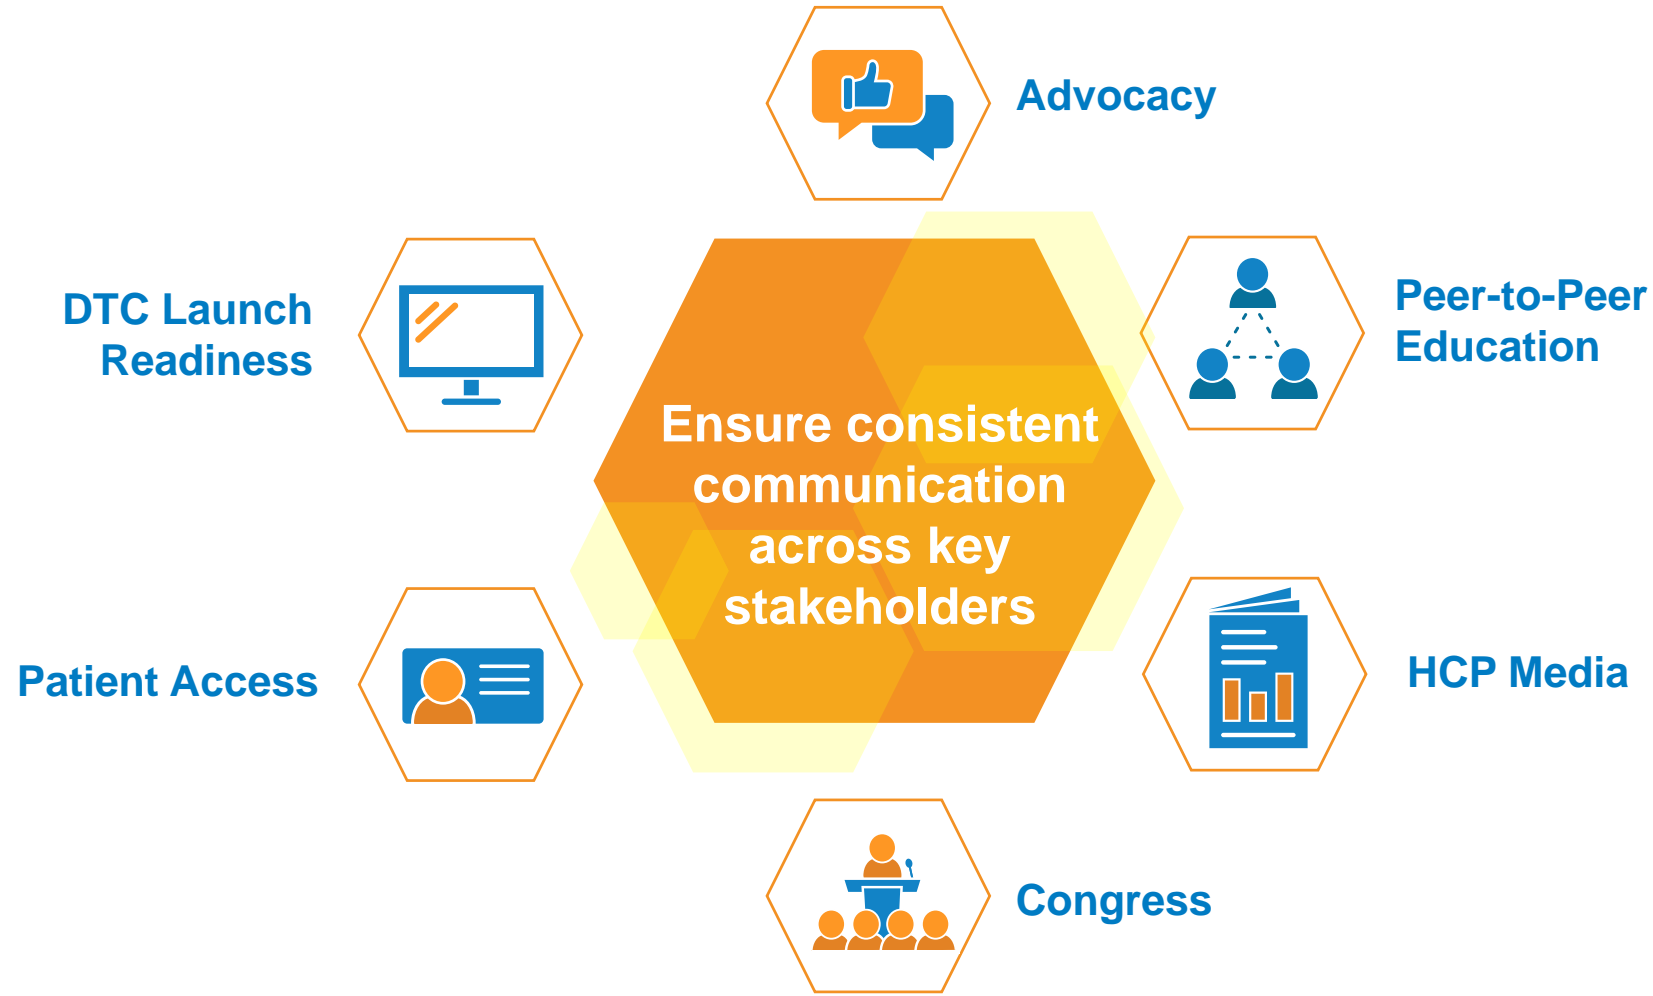 Advocacy
DTC Launch
Readiness
Peer-to-Peer
Education
Ensure consistent
communication
across key
stakeholders
Patient Access
HCP Media
Congress